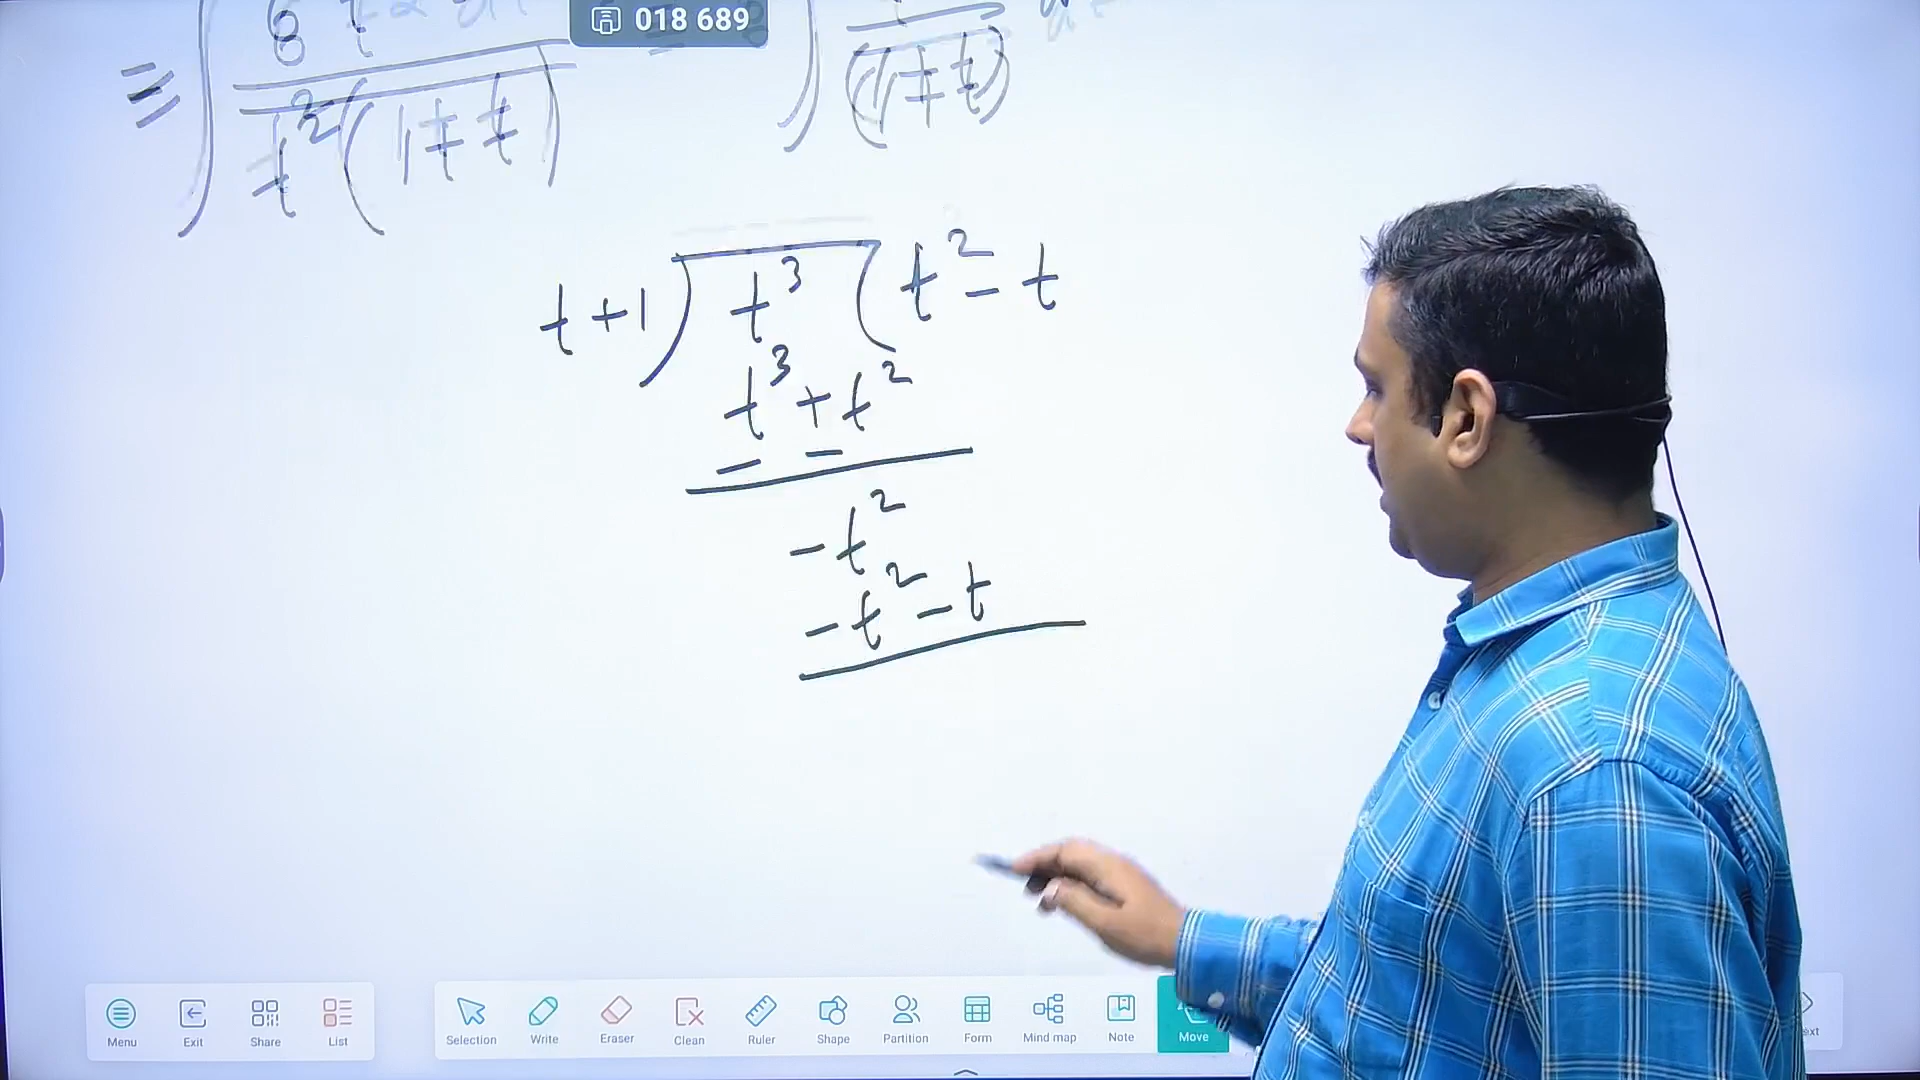 018 689
=∫ / t²(1+t) ∫ / (1+t)
t+1 ) t³ ( t² - t
t³ + t²
- -
-t²
-t² - t
Menu Exit Share List Selection Write Eraser Clean Ruler Shape Partition Form Mind map Note Move